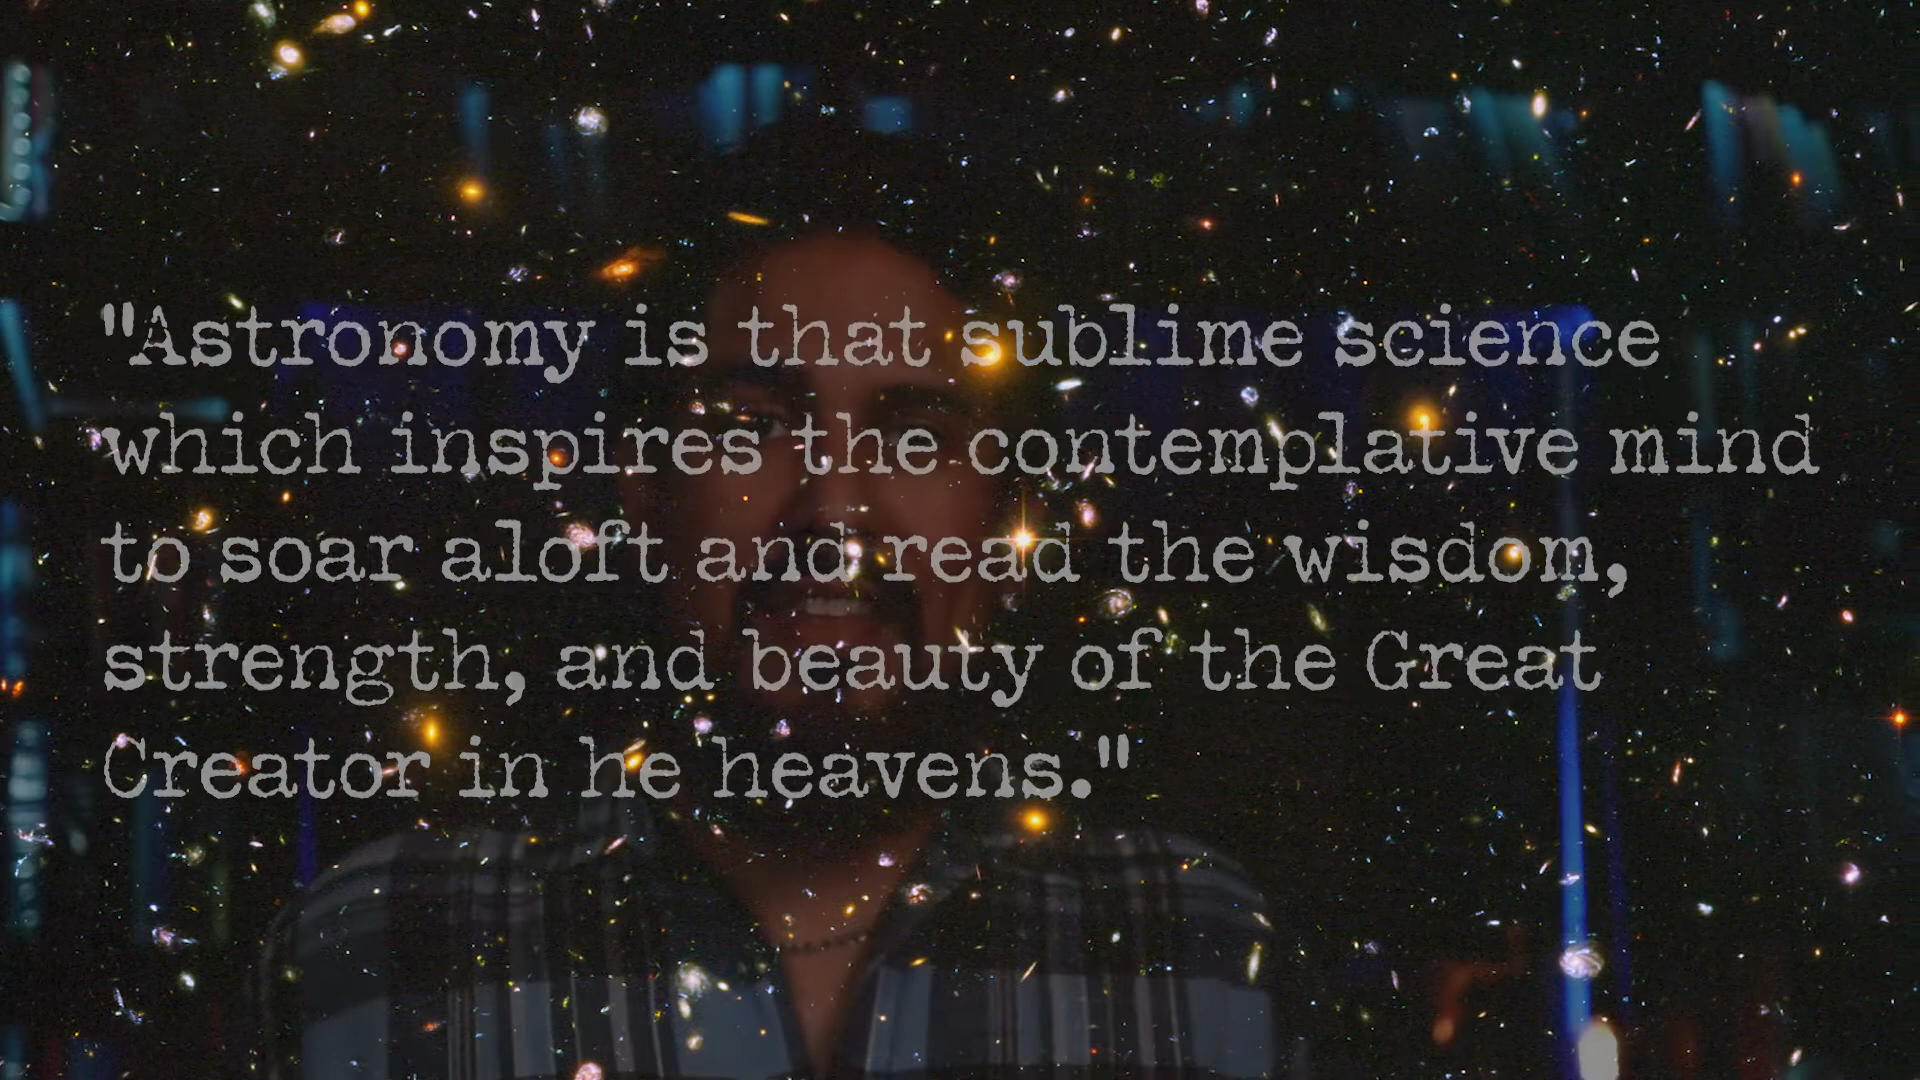 "Astronomy is that sublime science
which inspires the contemplative mind
to soar aloft and read the wisdom,
strength, and beauty of the Great
Creator in he heavens."